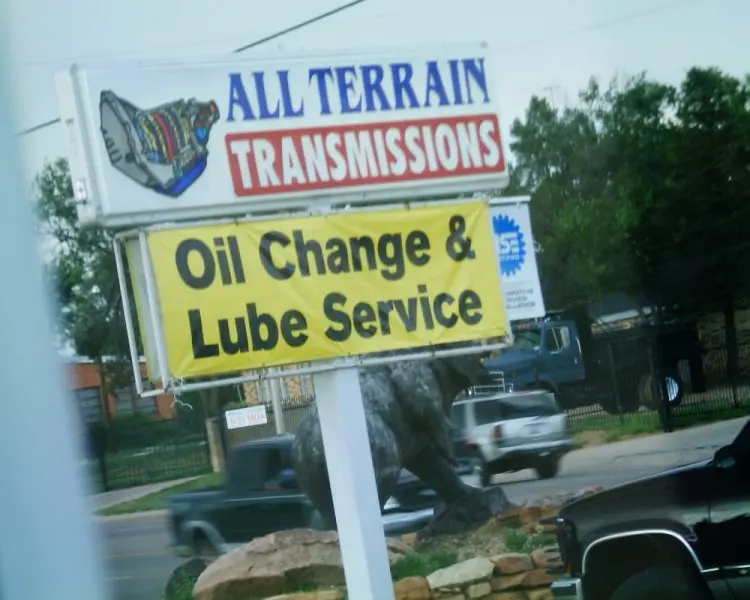 ALL TERRAIN
TRANSMISSIONS
Oil Change &
Lube Service